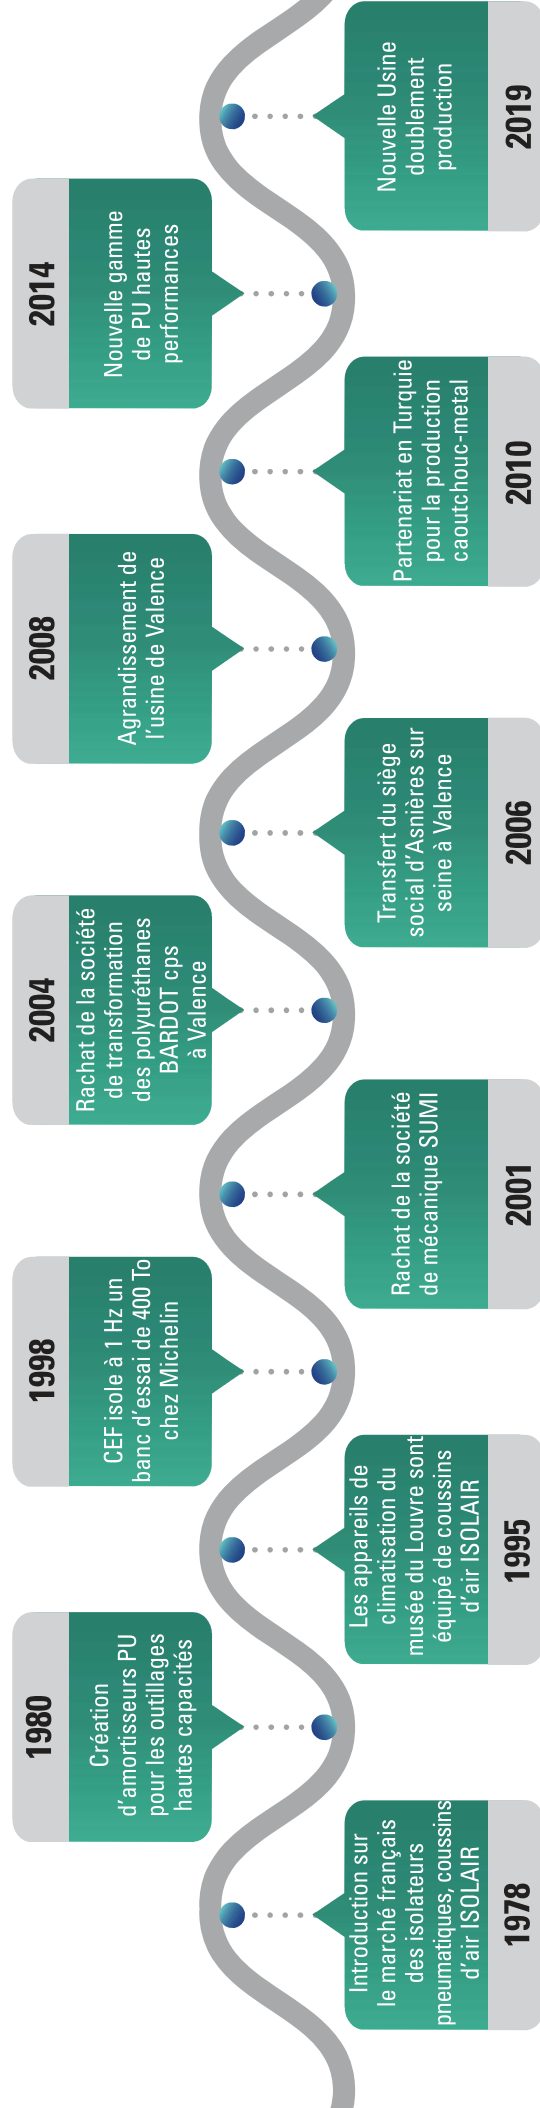 1978
Introduction sur
le marché français
des isolateurs
pneumatiques, coussins
d'air ISOLAIR
1980
Création
d'amortisseurs PU
pour les outillages
hautes capacités
1995
Les appareils de
climatisation du
musée du Louvre sont
équipé de coussins
d'air ISOLAIR
1998
CEF isole à 1 Hz un
banc d'essai de 400 To
chez Michelin
2001
Rachat de la société
de mécanique SUMI
2004
Rachat de la société
de transformation
des polyuréthanes
BARDOT cps
à Valence
2006
Transfert du siège
social d'Asnières sur
seine à Valence
2008
Agrandissement de
l'usine de Valence
2010
Partenariat en Turquie
pour la production
caoutchouc-metal
2014
Nouvelle gamme
de PU hautes
performances
2019
Nouvelle Usine
doublement
production